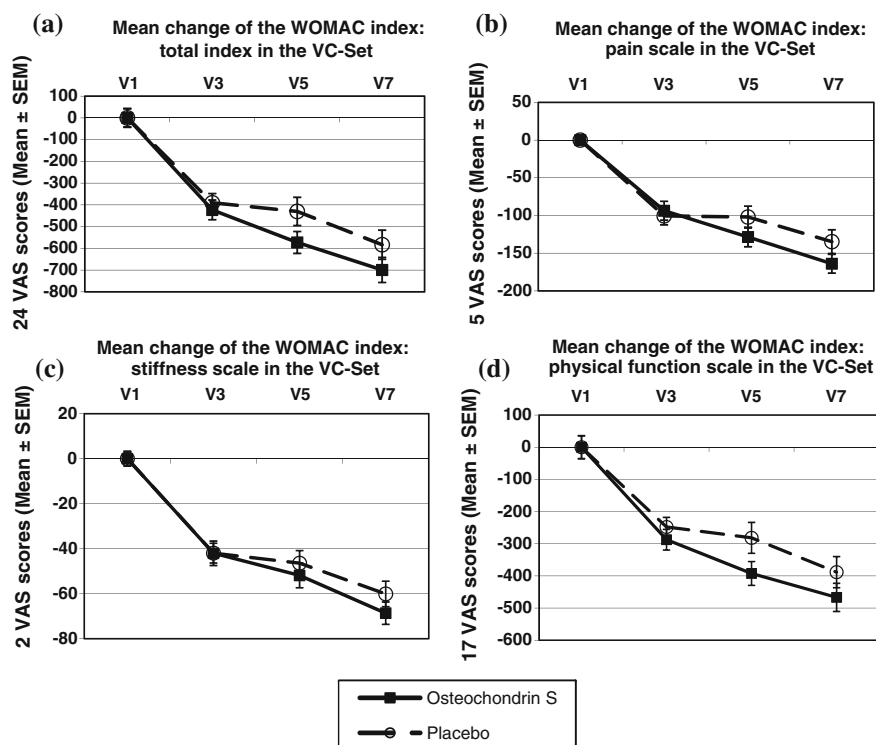 (a)
Mean change of the WOMAC index:
total index in the VC-Set
V1 V3 V5 V7
24 VAS scores (Mean ± SEM)
100
0
-100
-200
-300
-400
-500
-600
-700
-800
(b)
Mean change of the WOMAC index:
pain scale in the VC-Set
V1 V3 V5 V7
5 VAS scores (Mean ± SEM)
50
0
-50
-100
-150
-200
(c)
Mean change of the WOMAC index:
stiffness scale in the VC-Set
V1 V3 V5 V7
2 VAS scores (Mean ± SEM)
20
0
-20
-40
-60
-80
(d)
Mean change of the WOMAC index:
physical function scale in the VC-Set
V1 V3 V5 V7
17 VAS scores (Mean ± SEM)
100
0
-100
-200
-300
-400
-500
-600
Osteochondrin S
Placebo